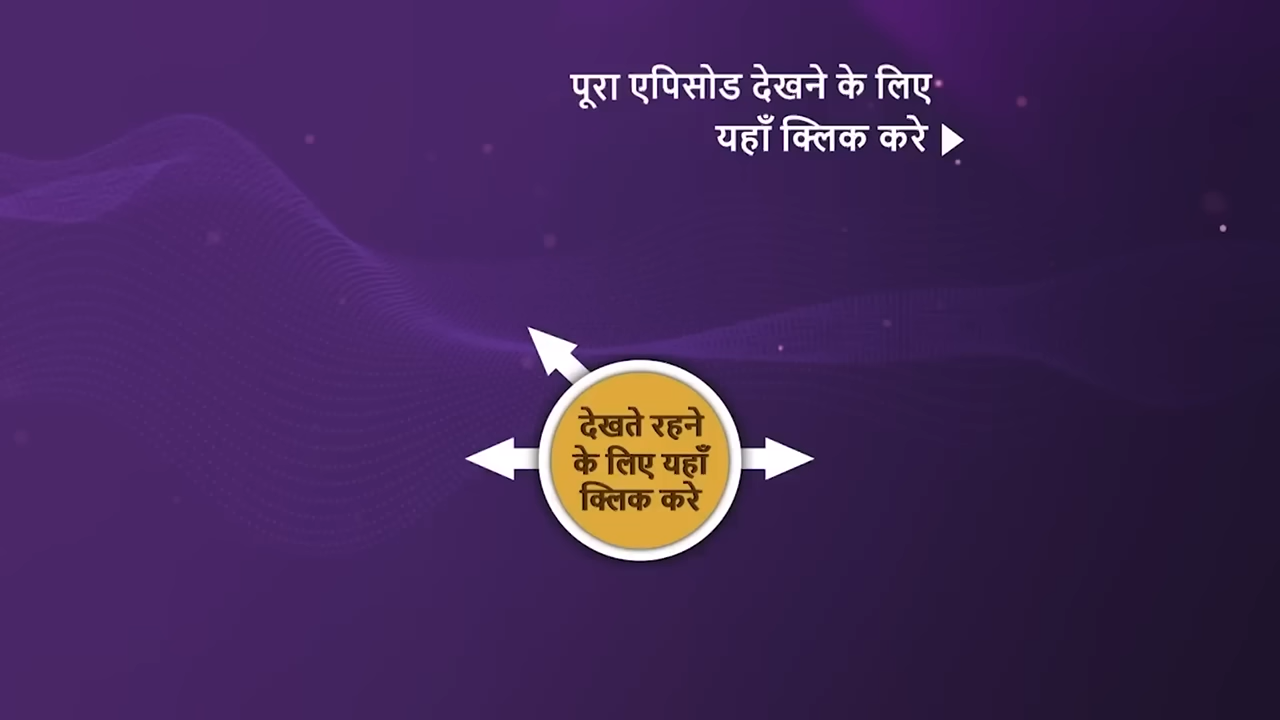 पूरा एपिसोड देखने के लिए
यहाँ क्लिक करे
देखते रहने
के लिए यहाँ
क्लिक करे